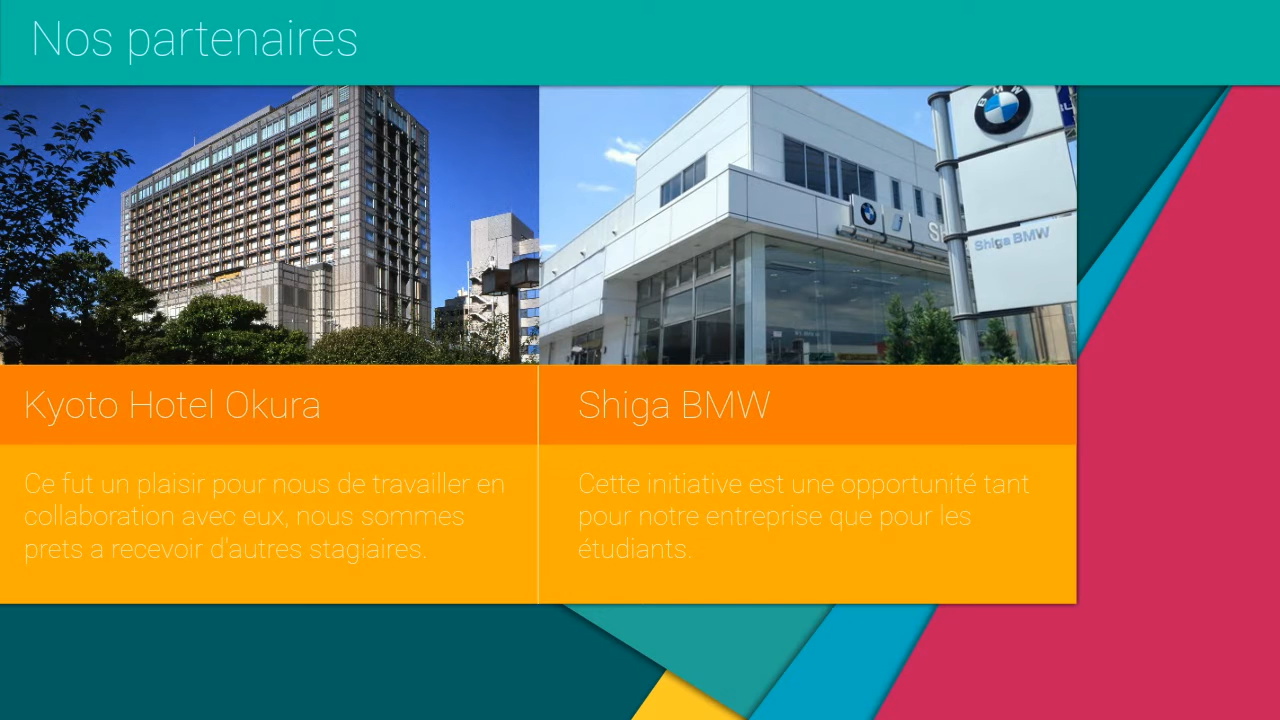 Nos partenaires
BMW
Shiga BMW
Kyoto Hotel Okura
Shiga BMW
Ce fut un plaisir pour nous de travailler en
collaboration avec eux, nous sommes
prets a recevoir d'autres stagiaires.
Cette initiative est une opportunité tant
pour notre entreprise que pour les
étudiants.